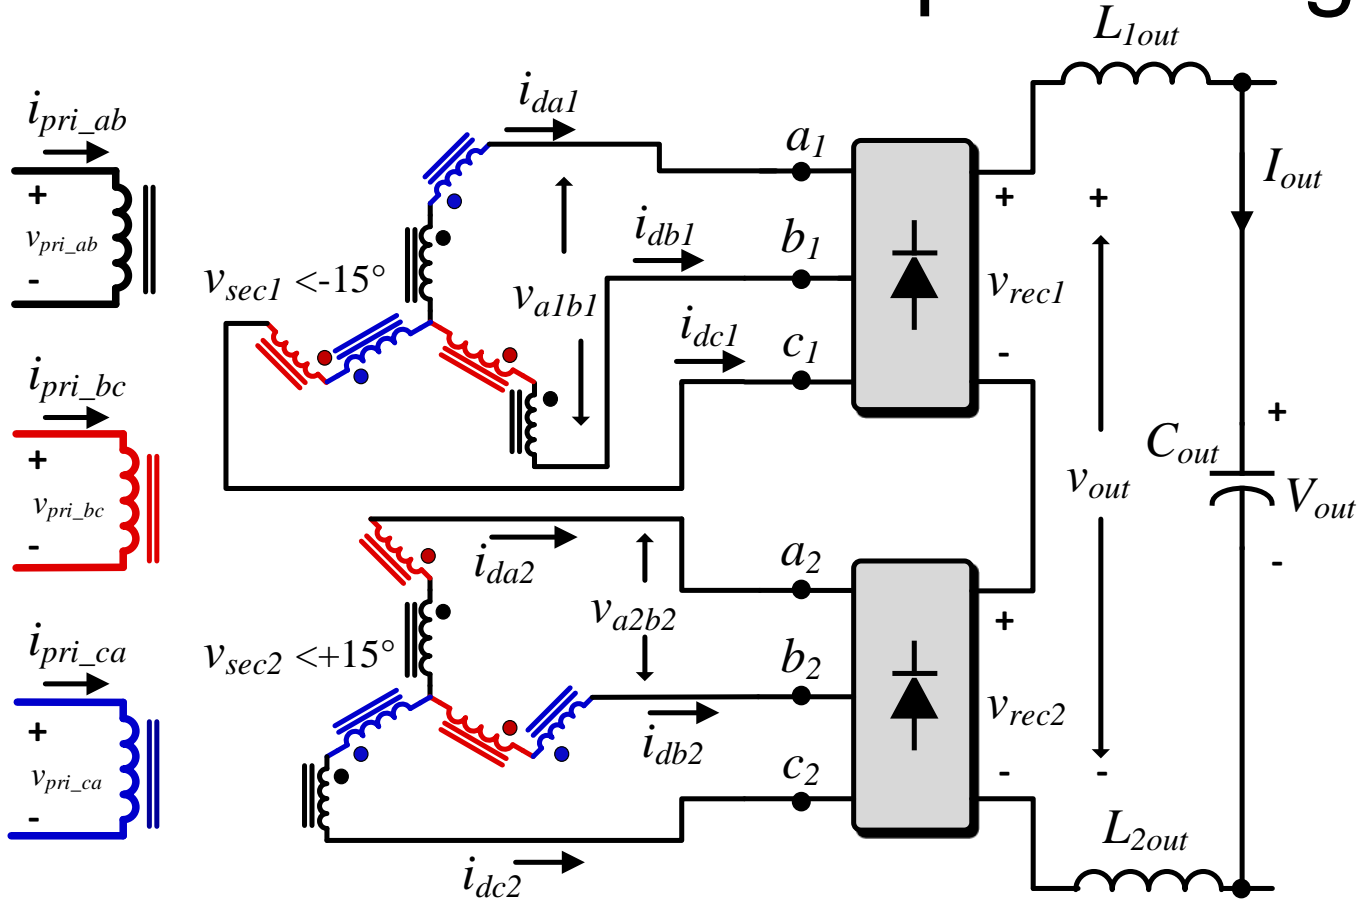 L1out
ida1
ipri_ab
a1
+
vpri_ab
-
Iout
+
+
idb1
b1
vsec1 <-15°
va1b1
vrec1
idc1
c1
-
ipri_bc
+
vpri_bc
-
+
Cout
vout
Vout
-
ida2
a2
va2b2
+
ipri_ca
vsec2 <+15°
b2
+
vpri_ca
-
idb2
vrec2
c2
-
-
L2out
idc2